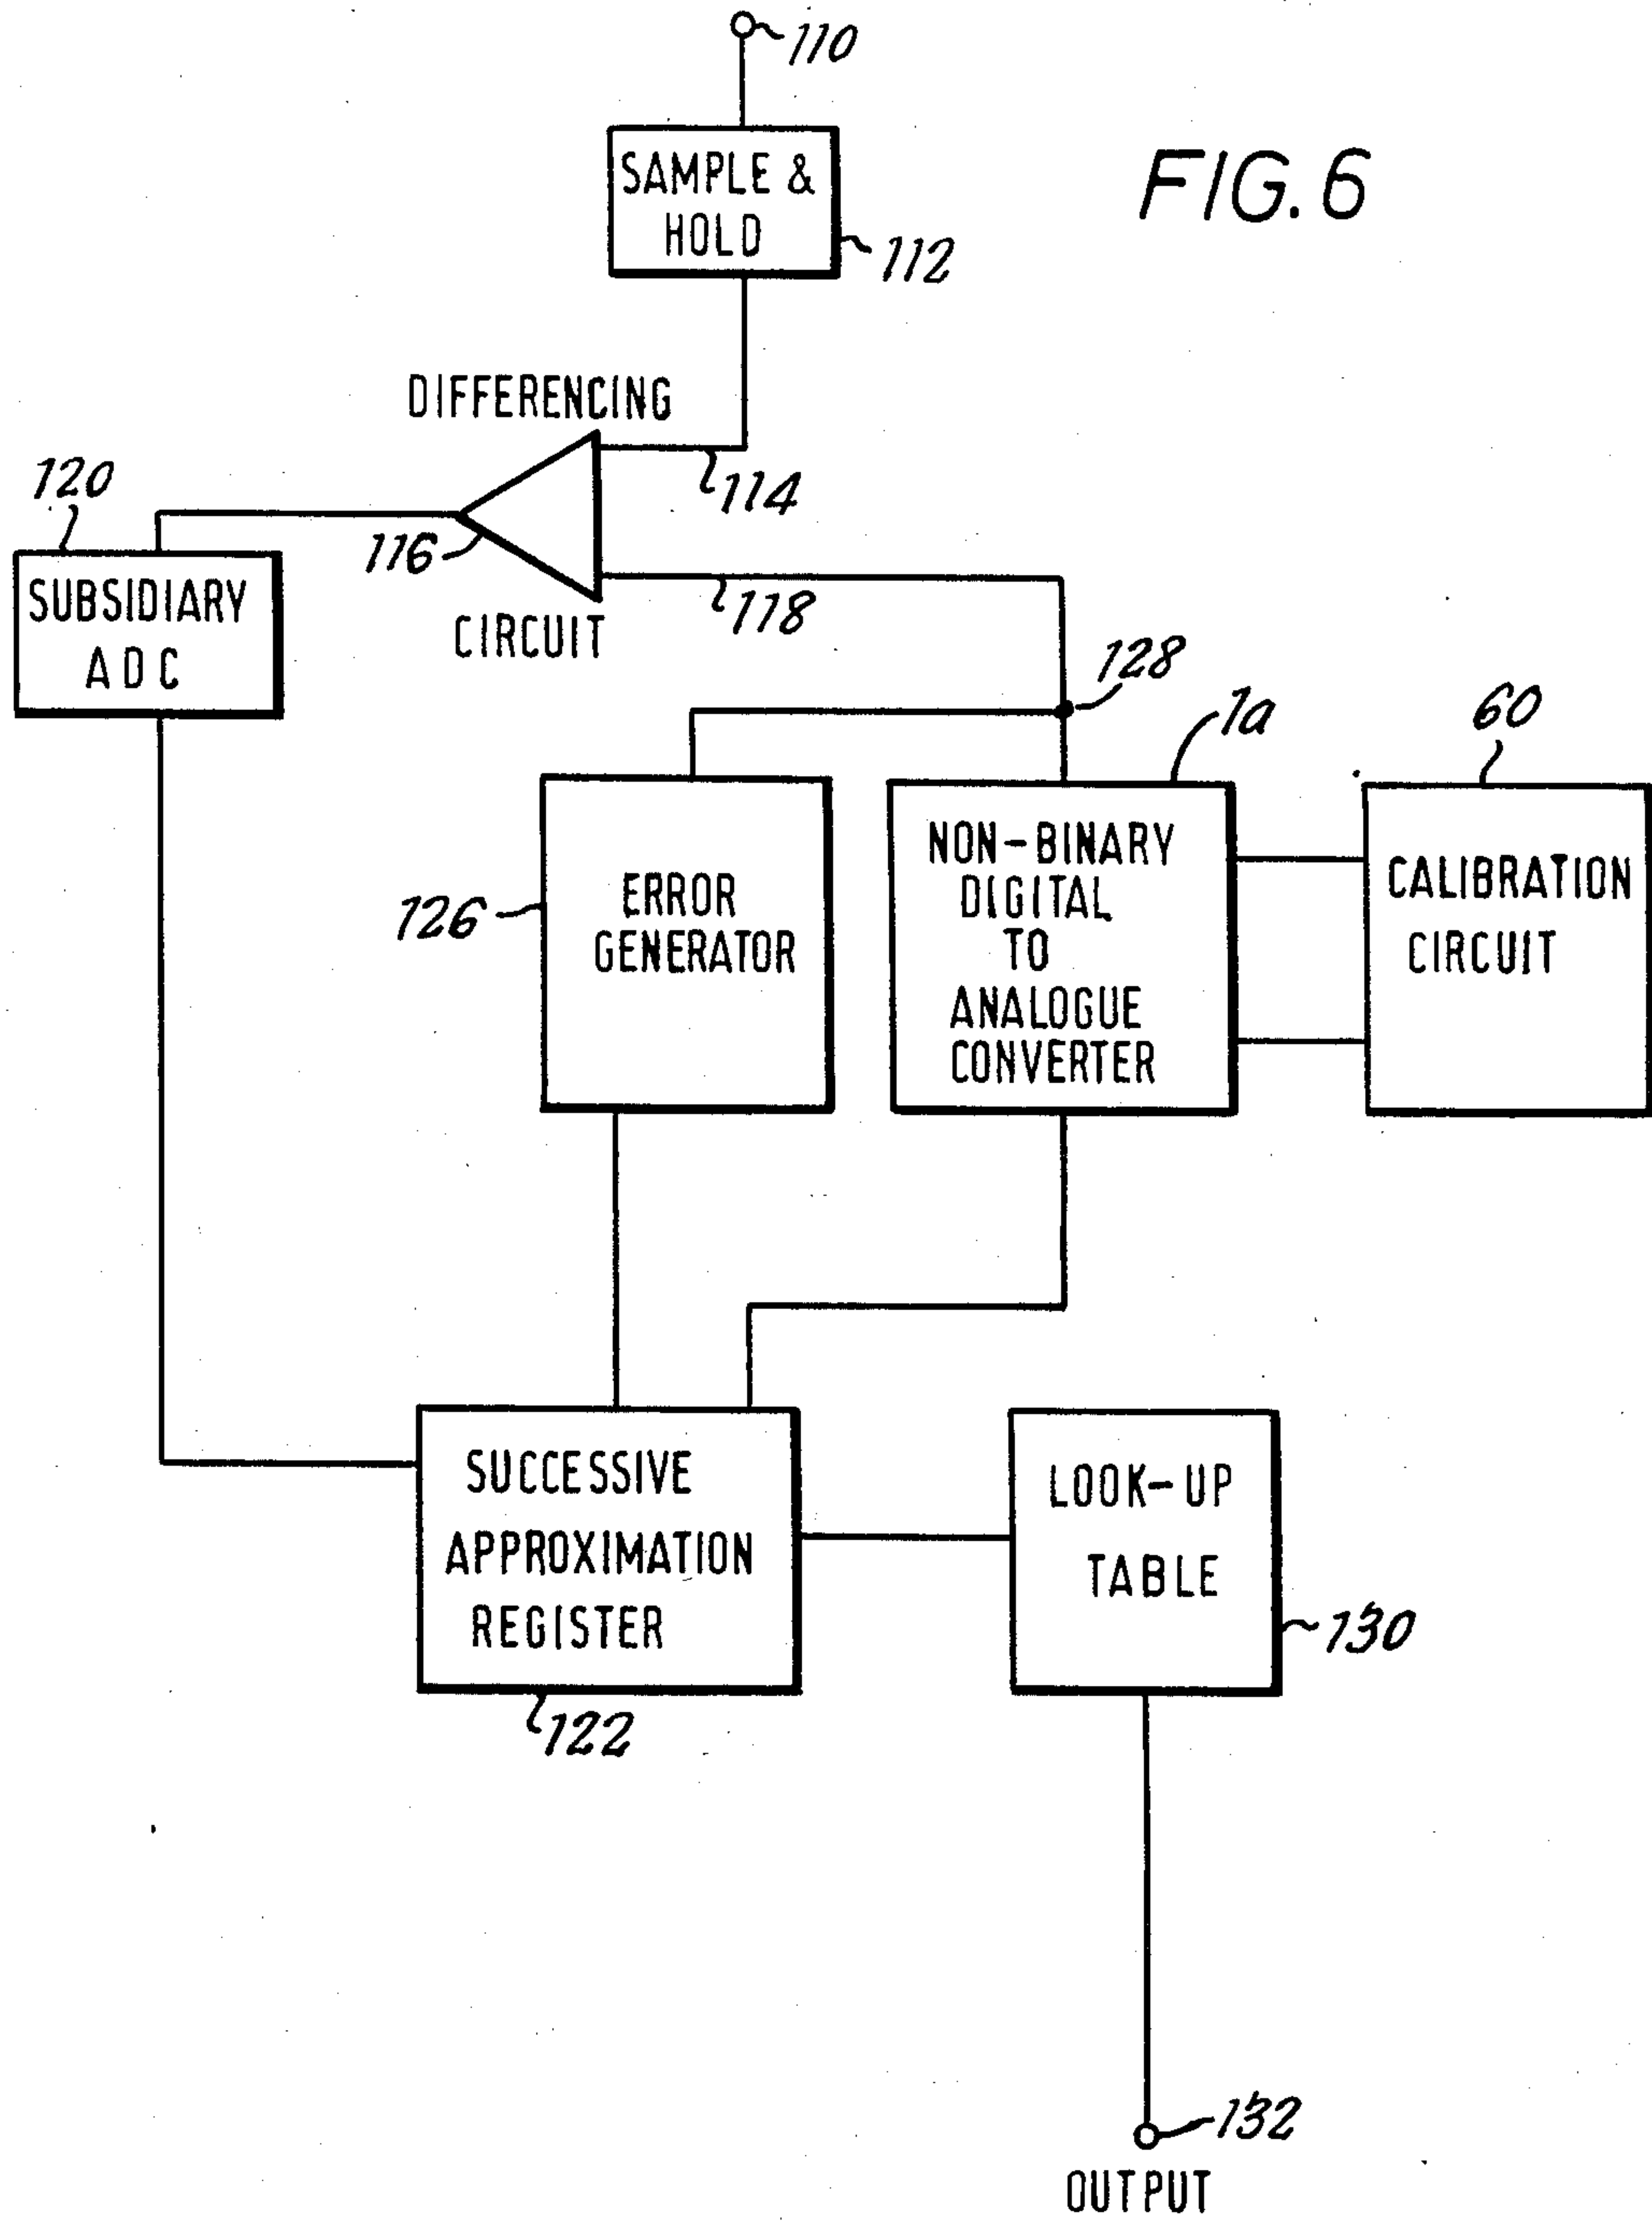 110
SAMPLE &
HOLD
FIG. 6
112
DIFFERENCING
114
120
116
118
CIRCUIT
SUBSIDIARY
ADC
128
1a
60
126
ERROR
GENERATOR
NON-BINARY
DIGITAL
TO
ANALOGUE
CONVERTER
CALIBRATION
CIRCUIT
SUCCESSIVE
APPROXIMATION
REGISTER
122
LOOK-UP
TABLE
130
132
OUTPUT